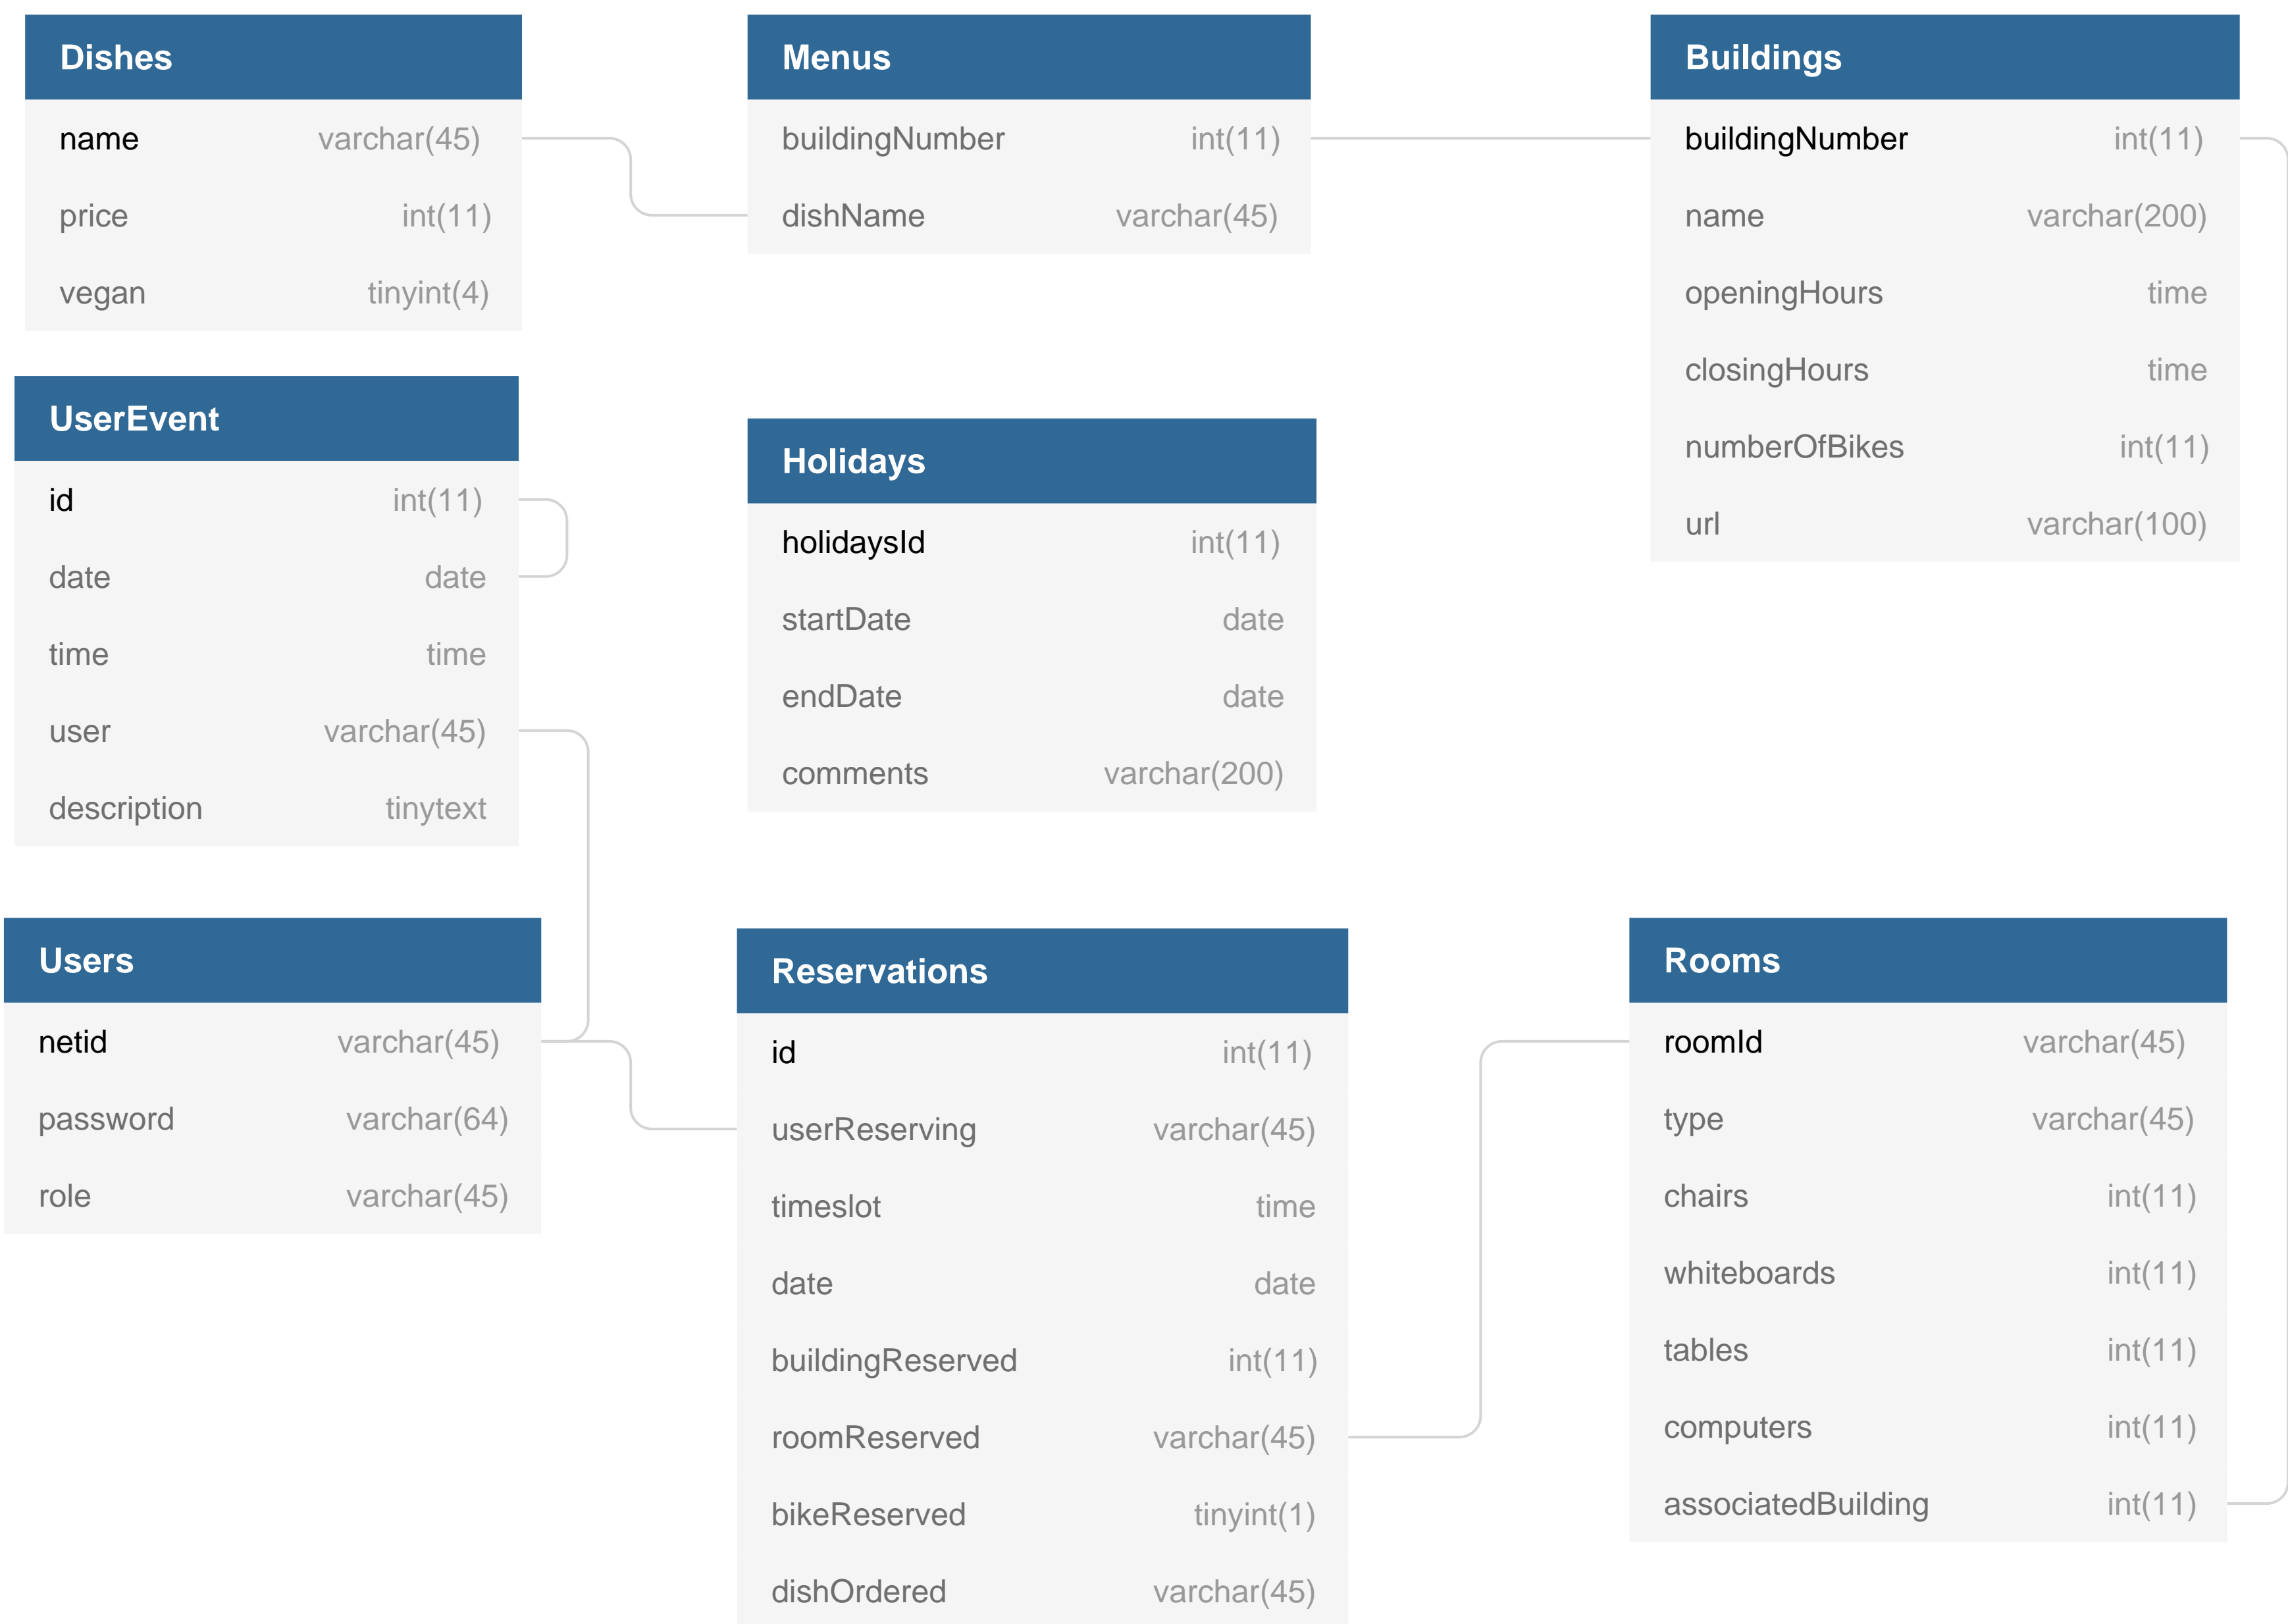 Dishes
name varchar(45)
price int(11)
vegan tinyint(4)
Menus
buildingNumber int(11)
dishName varchar(45)
Buildings
buildingNumber int(11)
name varchar(200)
openingHours time
closingHours time
numberOfBikes int(11)
url varchar(100)
UserEvent
id int(11)
date date
time time
user varchar(45)
description tinytext
Holidays
holidaysId int(11)
startDate date
endDate date
comments varchar(200)
Users
netid varchar(45)
password varchar(64)
role varchar(45)
Reservations
id int(11)
userReserving varchar(45)
timeslot time
date date
buildingReserved int(11)
roomReserved varchar(45)
bikeReserved tinyint(1)
dishOrdered varchar(45)
Rooms
roomId varchar(45)
type varchar(45)
chairs int(11)
whiteboards int(11)
tables int(11)
computers int(11)
associatedBuilding int(11)